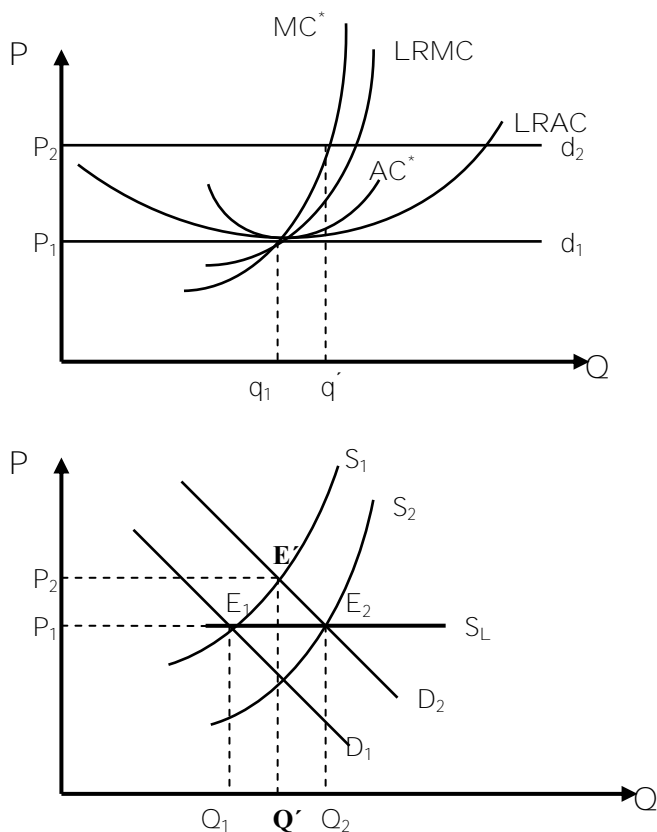 MC*
P
LRMC
LRAC
P₂ d₂
AC*
P₁ d₁
Q
q₁ q´
P
S₁
S₂
E´
P₂
E₁ E₂
P₁ S_L
D₂
D₁
Q
Q₁ Q´ Q₂